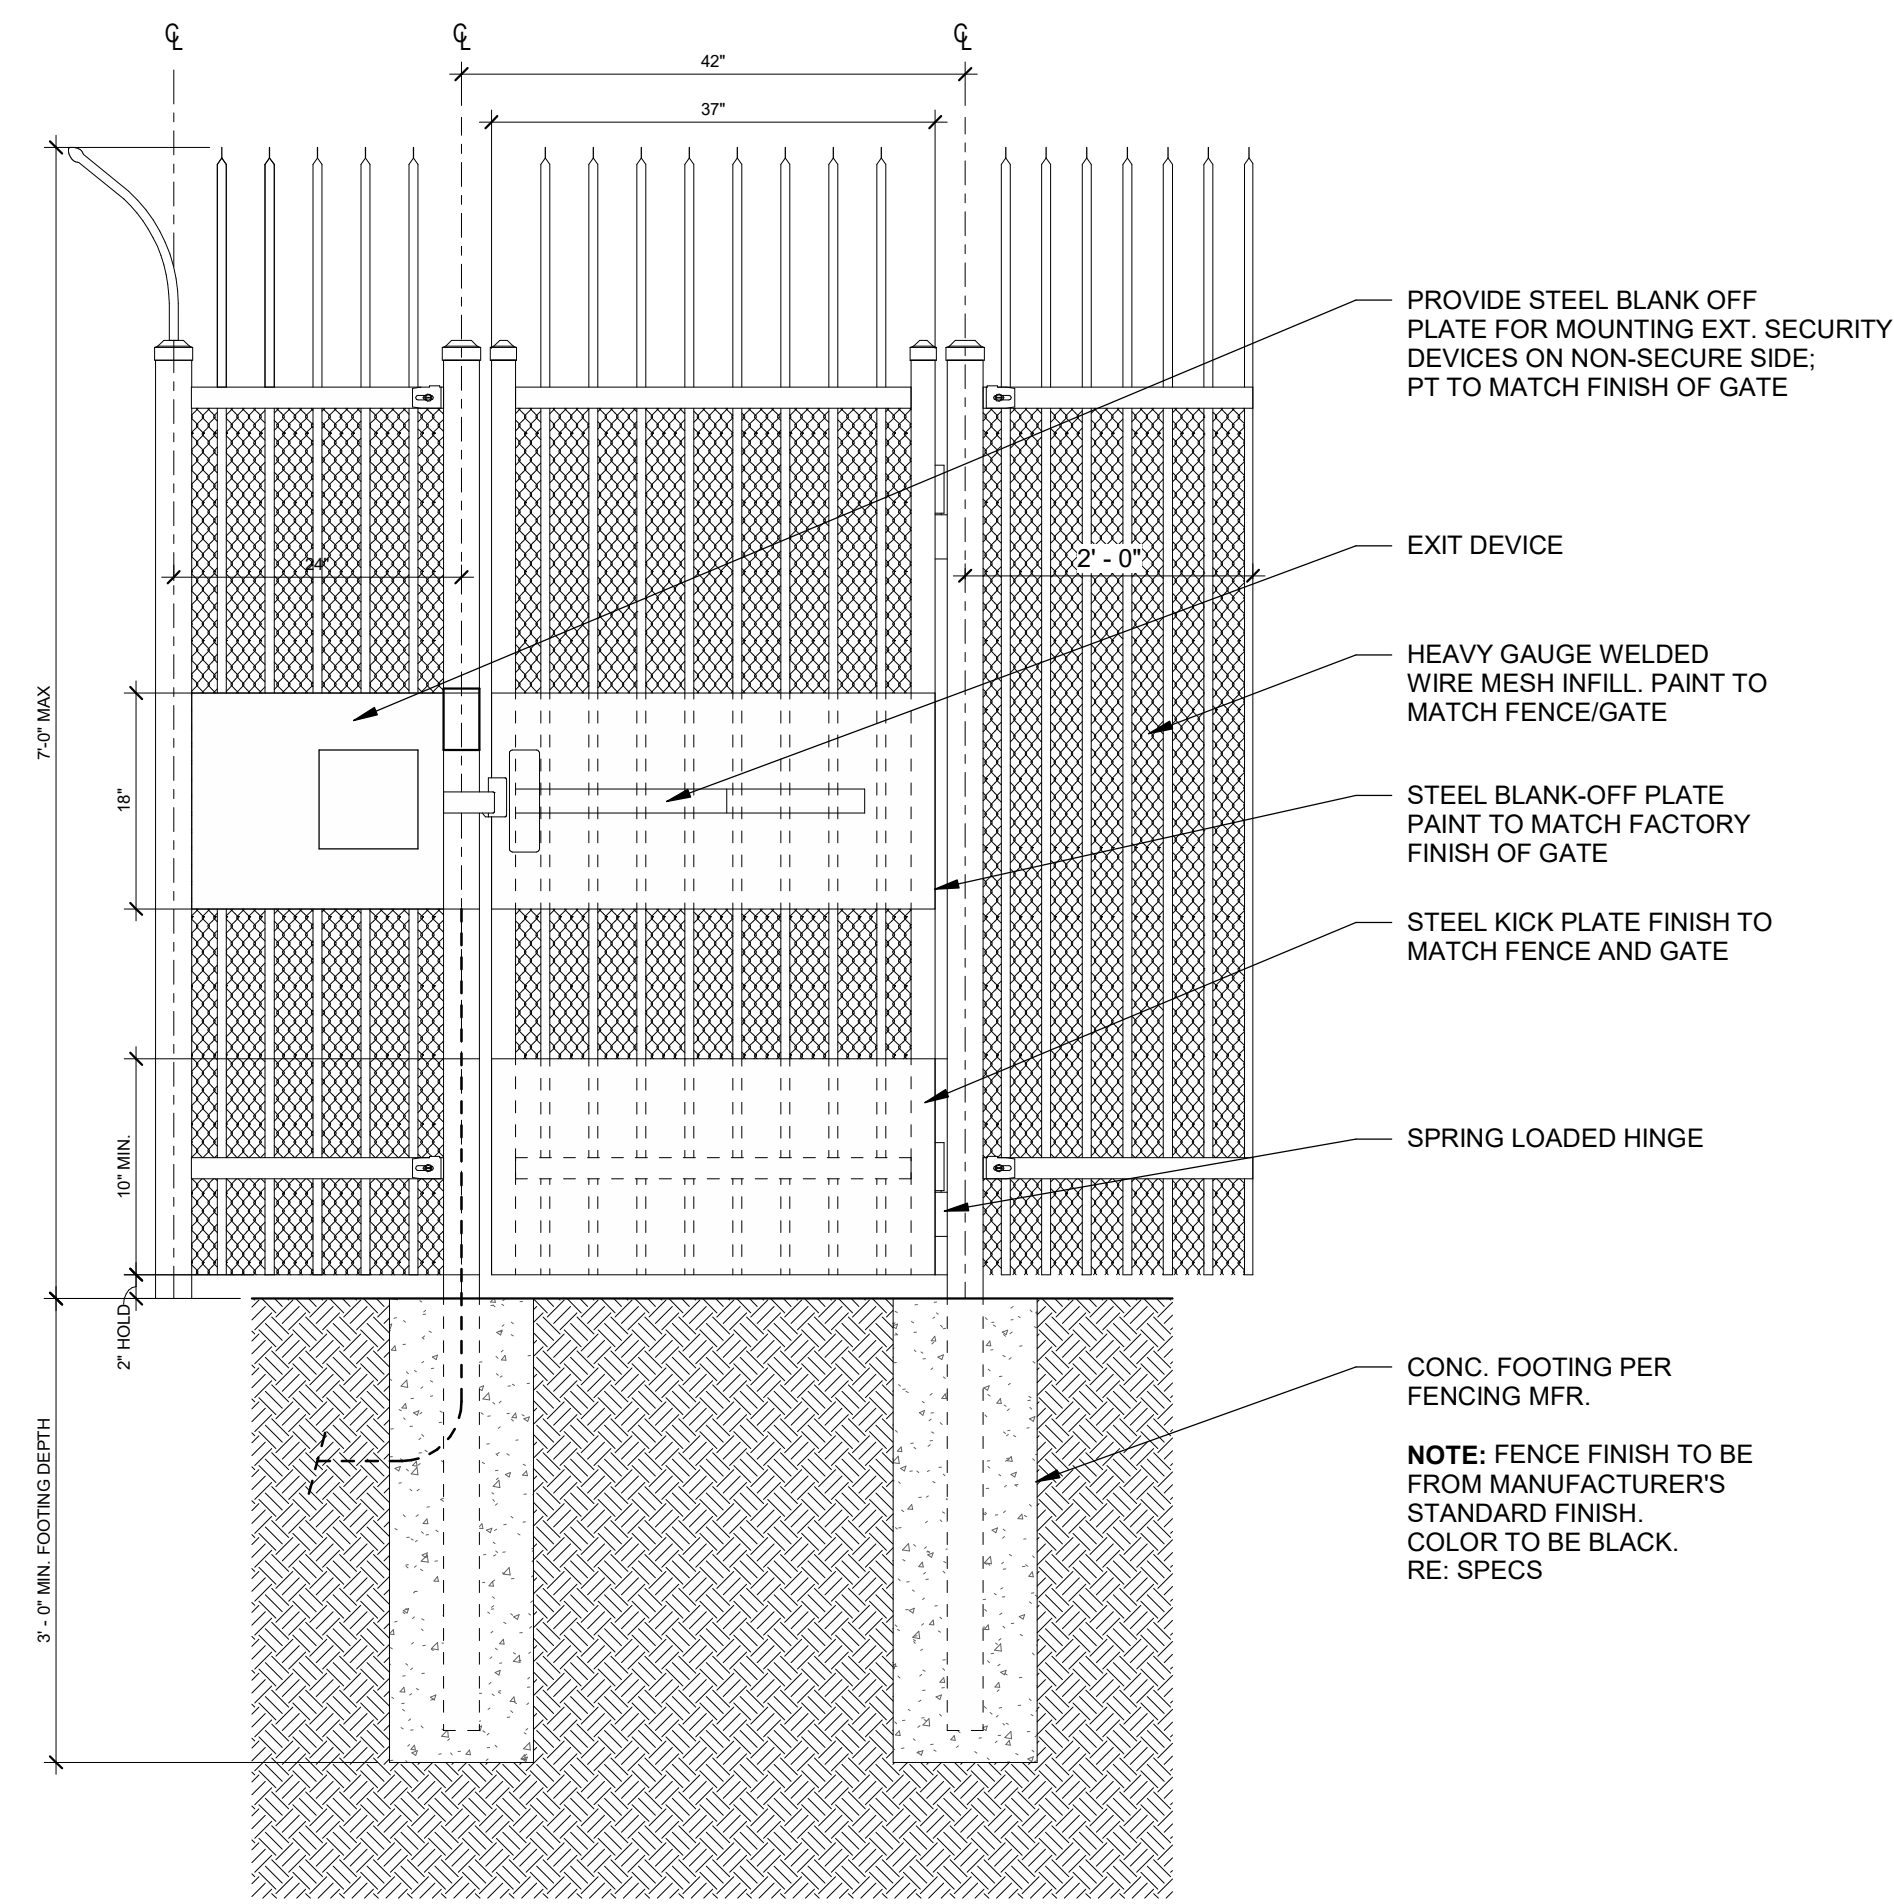 ℄
℄
℄
42"
37"
PROVIDE STEEL BLANK OFF
PLATE FOR MOUNTING EXT. SECURITY
DEVICES ON NON-SECURE SIDE;
PT TO MATCH FINISH OF GATE
EXIT DEVICE
24"
2' - 0"
HEAVY GAUGE WELDED
WIRE MESH INFILL. PAINT TO
MATCH FENCE/GATE
7'-0" MAX
18"
STEEL BLANK-OFF PLATE
PAINT TO MATCH FACTORY
FINISH OF GATE
STEEL KICK PLATE FINISH TO
MATCH FENCE AND GATE
10" MIN.
SPRING LOADED HINGE
2" HOLD
CONC. FOOTING PER
FENCING MFR.
3' - 0" MIN. FOOTING DEPTH
NOTE: FENCE FINISH TO BE
FROM MANUFACTURER'S
STANDARD FINISH.
COLOR TO BE BLACK.
RE: SPECS